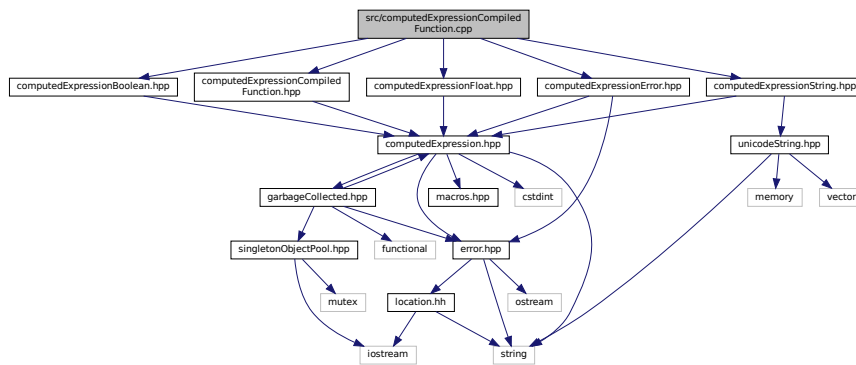 src/computedExpressionCompiled
Function.cpp
computedExpressionBoolean.hpp
computedExpressionCompiled
Function.hpp
computedExpressionFloat.hpp
computedExpressionError.hpp
computedExpressionString.hpp
computedExpression.hpp
unicodeString.hpp
garbageCollected.hpp
macros.hpp
cstdint
memory
vector
singletonObjectPool.hpp
functional
error.hpp
mutex
location.hh
ostream
iostream
string